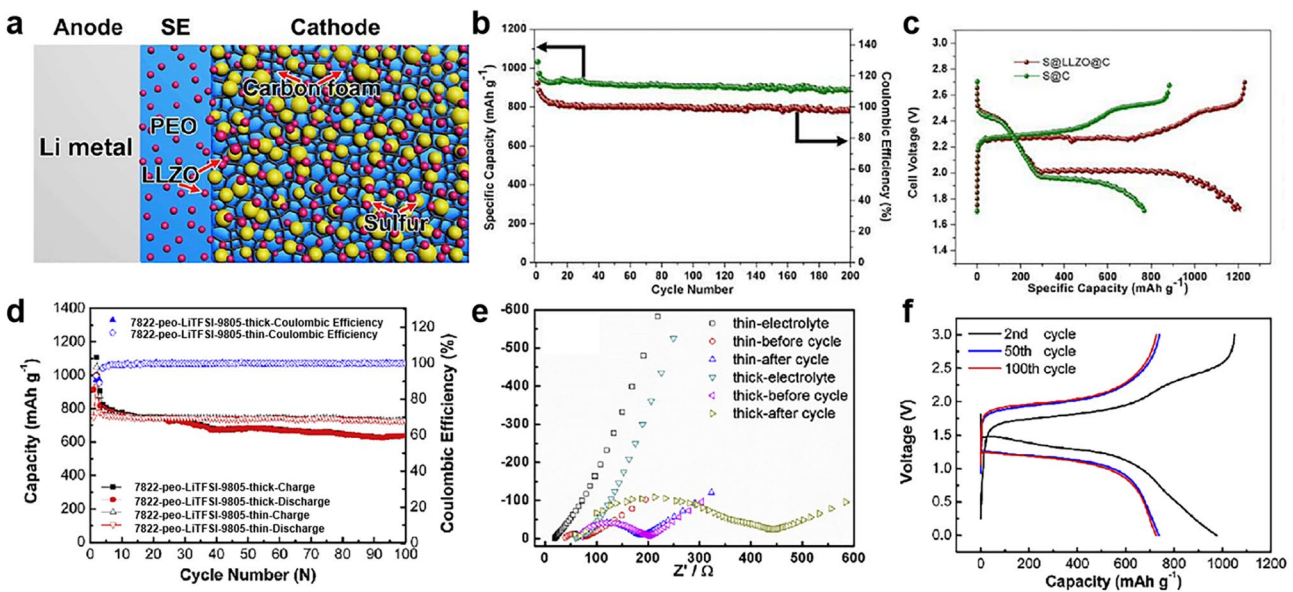 a
Anode SE Cathode
Carbon foam
PEO
Li metal
LLZO
Sulfur
b
1200
1000
800
600
400
200
0
0 20 40 60 80 100 120 140 160 180 200
140
120
100
80
60
40
20
0
Specific Capacity (mAh g-1)
Coulombic Efficiency (%)
Cycle Number
c
3.0
2.8
2.6
2.4
2.2
2.0
1.8
1.6
1.4
0 200 400 600 800 1000 1200
S@LLZO@C
S@C
Cell Voltage (V)
Specific Capacity (mAh g-1)
d
1400
1200
1000
800
600
400
200
0
0 10 20 30 40 50 60 70 80 90 100
120
100
80
60
40
20
0
7822-peo-LiTFSI-9805-thick-Coulombic Efficiency
7822-peo-LiTFSI-9805-thin-Coulombic Efficiency
7822-peo-LiTFSI-9805-thick-Charge
7822-peo-LiTFSI-9805-thick-Discharge
7822-peo-LiTFSI-9805-thin-Charge
7822-peo-LiTFSI-9805-thin-Discharge
Capacity (mAh g-1)
Coulombic Efficiency (%)
Cycle Number (N)
e
-600
-500
-400
-300
-200
-100
0
0 100 200 300 400 500 600
thin-electrolyte
thin-before cycle
thin-after cycle
thick-electrolyte
thick-before cycle
thick-after cycle
Z' / Ω
f
3.0
2.5
2.0
1.5
1.0
0.5
0.0
0 200 400 600 800 1000 1200
2nd cycle
50th cycle
100th cycle
Voltage (V)
Capacity (mAh g-1)